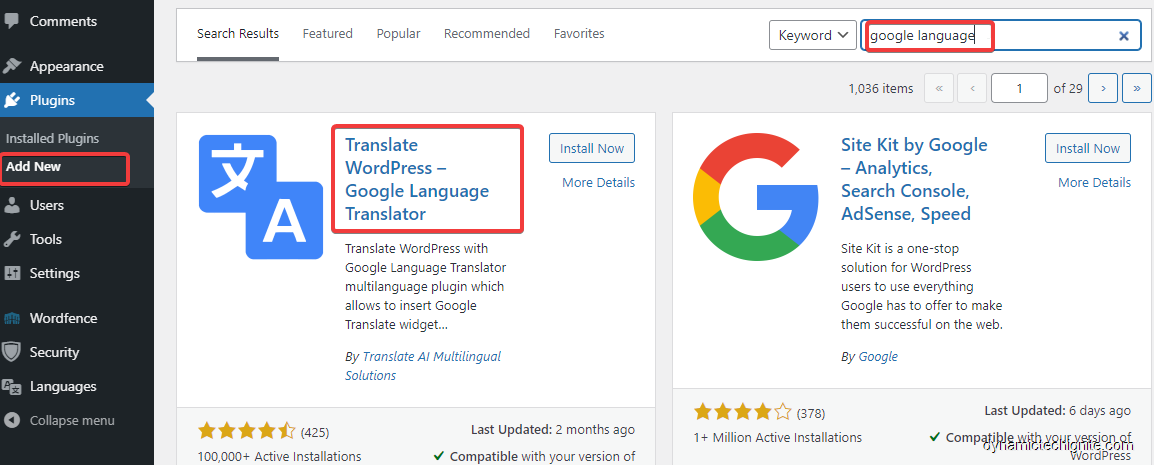 Comments
Appearance
Plugins
Installed Plugins
Add New
Users
Tools
Settings
Wordfence
Security
Languages
Collapse menu
Search Results Featured Popular Recommended Favorites Keyword google language
1,036 items « ‹ 1 of 29 › »
文
A
Translate
WordPress –
Google Language
Translator
Install Now
More Details
Translate WordPress with
Google Language Translator
multilanguage plugin which
allows to insert Google
Translate widget…
By Translate AI Multilingual
Solutions
(425)
100,000+ Active Installations
Last Updated: 2 months ago
Compatible with your version of
G
Site Kit by Google
– Analytics,
Search Console,
AdSense, Speed
Install Now
More Details
Site Kit is a one-stop
solution for WordPress
users to use everything
Google has to offer to make
them successful on the web.
By Google
(378)
1+ Million Active Installations
Last Updated: 6 days ago
Compatible with your version of
WordPress
dynamictechignite.com